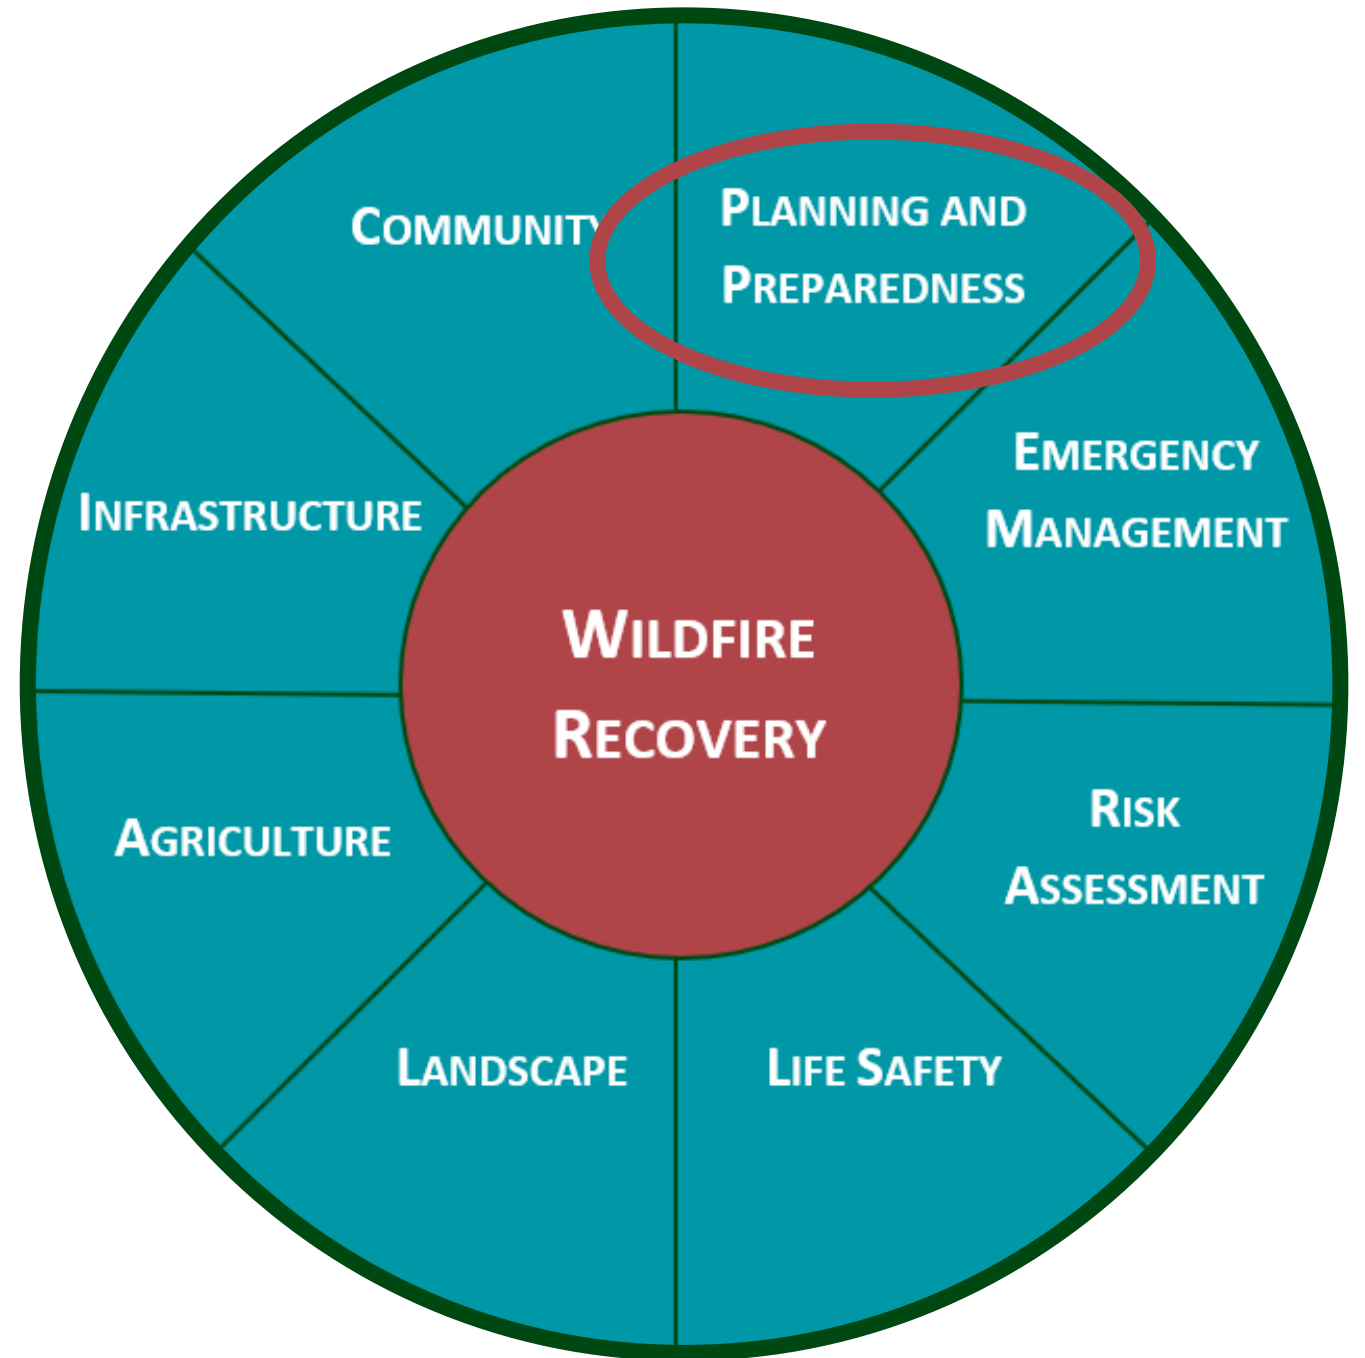 COMMUNITY
PLANNING AND
PREPAREDNESS
EMERGENCY
MANAGEMENT
INFRASTRUCTURE
WILDFIRE
RECOVERY
RISK
ASSESSMENT
AGRICULTURE
LANDSCAPE
LIFE SAFETY